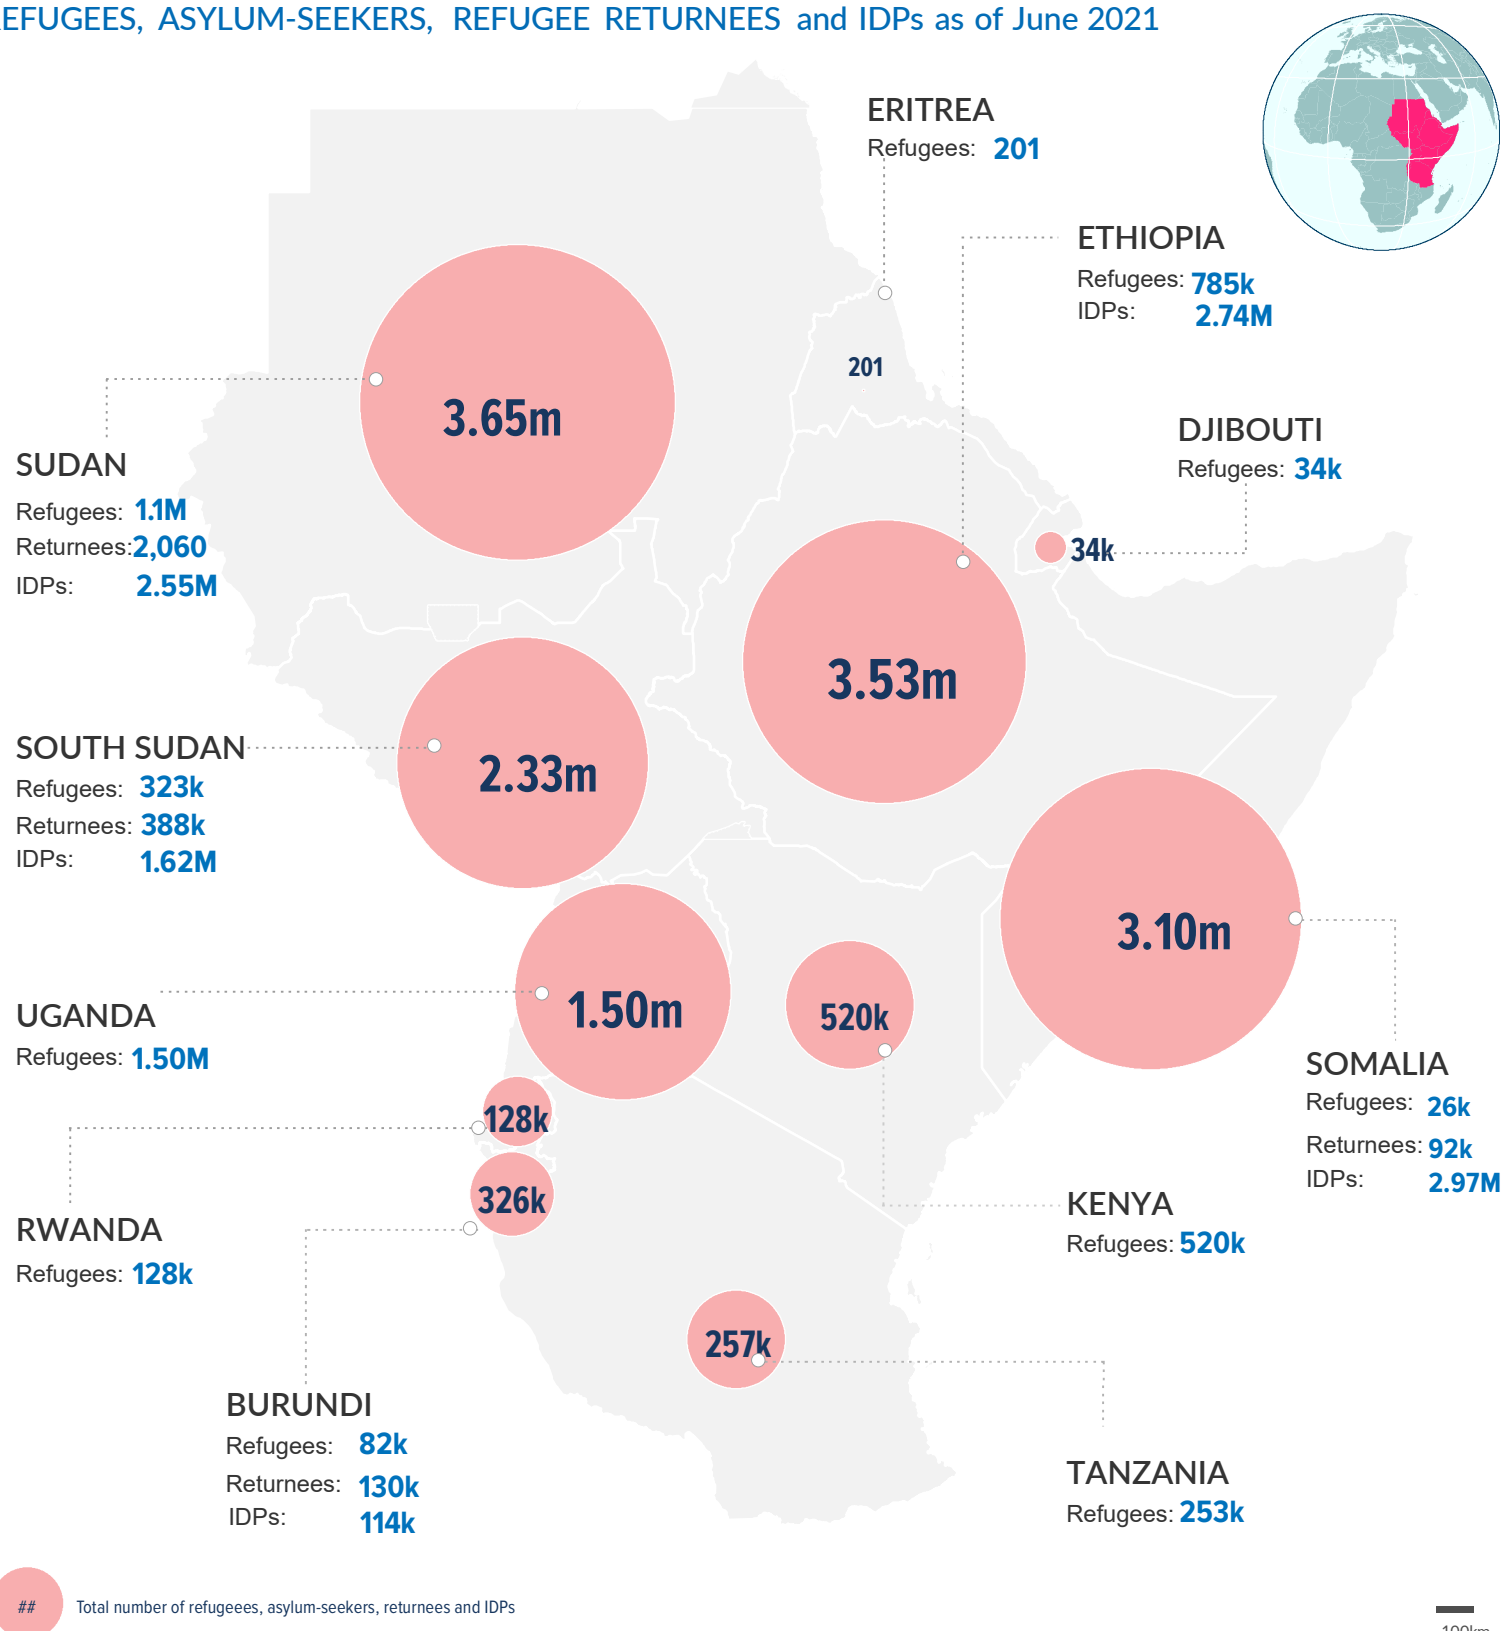 EFUGEES, ASYLUM-SEEKERS, REFUGEE RETURNEES and IDPs as of June 2021
ERITREA
Refugees: 201
ETHIOPIA
Refugees: 785k
IDPs: 2.74M
201
3.65m
DJIBOUTI
Refugees: 34k
SUDAN
Refugees: 1.1M
Returnees: 2,060
IDPs: 2.55M
34k
3.53m
SOUTH SUDAN
Refugees: 323k
Returnees: 388k
IDPs: 1.62M
2.33m
3.10m
UGANDA
Refugees: 1.50M
1.50m
520k
SOMALIA
Refugees: 26k
Returnees: 92k
IDPs: 2.97M
128k
326k
RWANDA
Refugees: 128k
KENYA
Refugees: 520k
257k
BURUNDI
Refugees: 82k
Returnees: 130k
IDPs: 114k
TANZANIA
Refugees: 253k
## Total number of refugeees, asylum-seekers, returnees and IDPs
100km